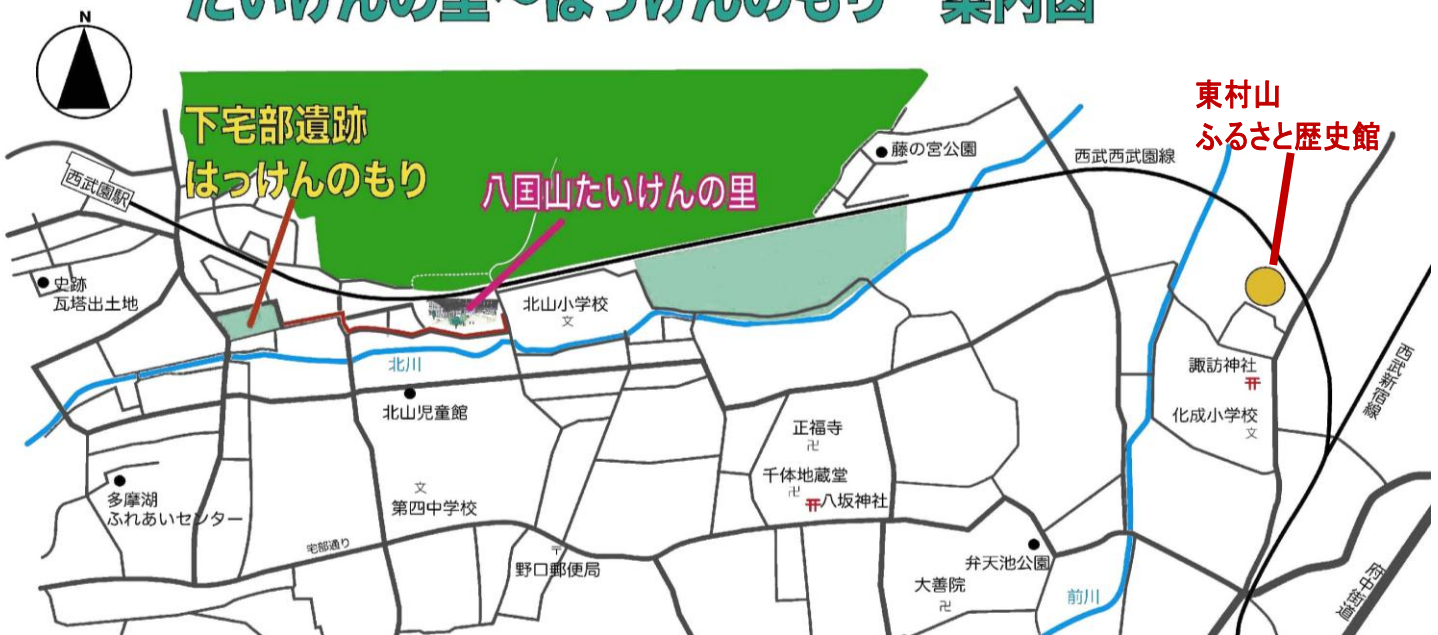 たいけんの里～はっけんのもり 案内図
N
下宅部遺跡
はっけんのもり
八国山たいけんの里
東村山
ふるさと歴史館
西武園駅
藤の宮公園
西武西武園線
史跡
瓦塔出土地
北山小学校
文
北川
北山児童館
諏訪神社
化成小学校
文
西武新宿線
正福寺
卍
千体地蔵堂
卍
八坂神社
多摩湖
ふれあいセンター
文
第四中学校
宅部通り
〒
野口郵便局
弁天池公園
大善院
卍
前川
府中街道